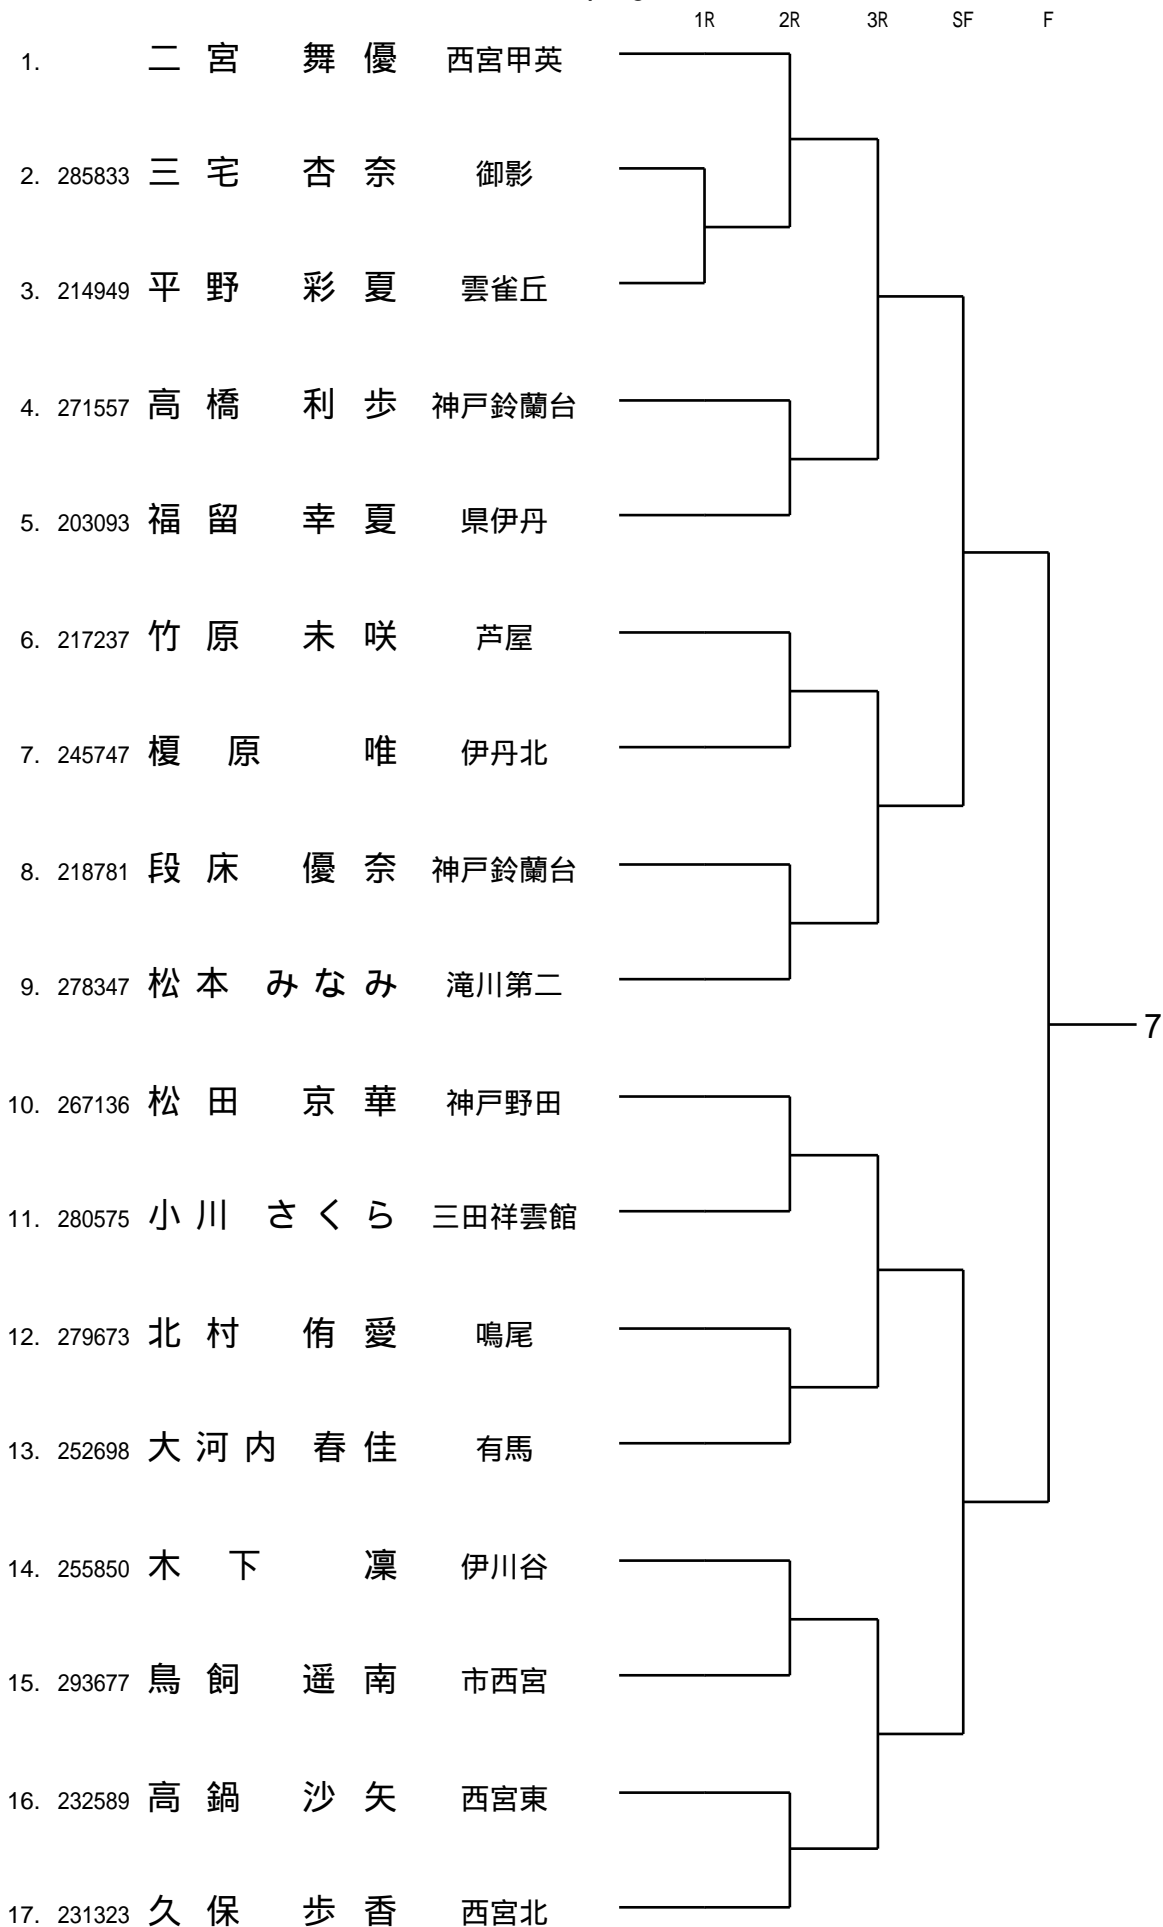 1R 2R 3R SF F
1. 二宮 舞優 西宮甲英
2. 285833 三宅 杏奈 御影
3. 214949 平野 彩夏 雲雀丘
4. 271557 高橋 利歩 神戸鈴蘭台
5. 203093 福留 幸夏 県伊丹
6. 217237 竹原 未咲 芦屋
7. 245747 榎原 唯 伊丹北
8. 218781 段床 優奈 神戸鈴蘭台
9. 278347 松本 みなみ 滝川第二
7
10. 267136 松田 京華 神戸野田
11. 280575 小川 さくら 三田祥雲館
12. 279673 北村 侑愛 鳴尾
13. 252698 大河内 春佳 有馬
14. 255850 木下 凜 伊川谷
15. 293677 鳥飼 遥南 市西宮
16. 232589 高鍋 沙矢 西宮東
17. 231323 久保 歩香 西宮北